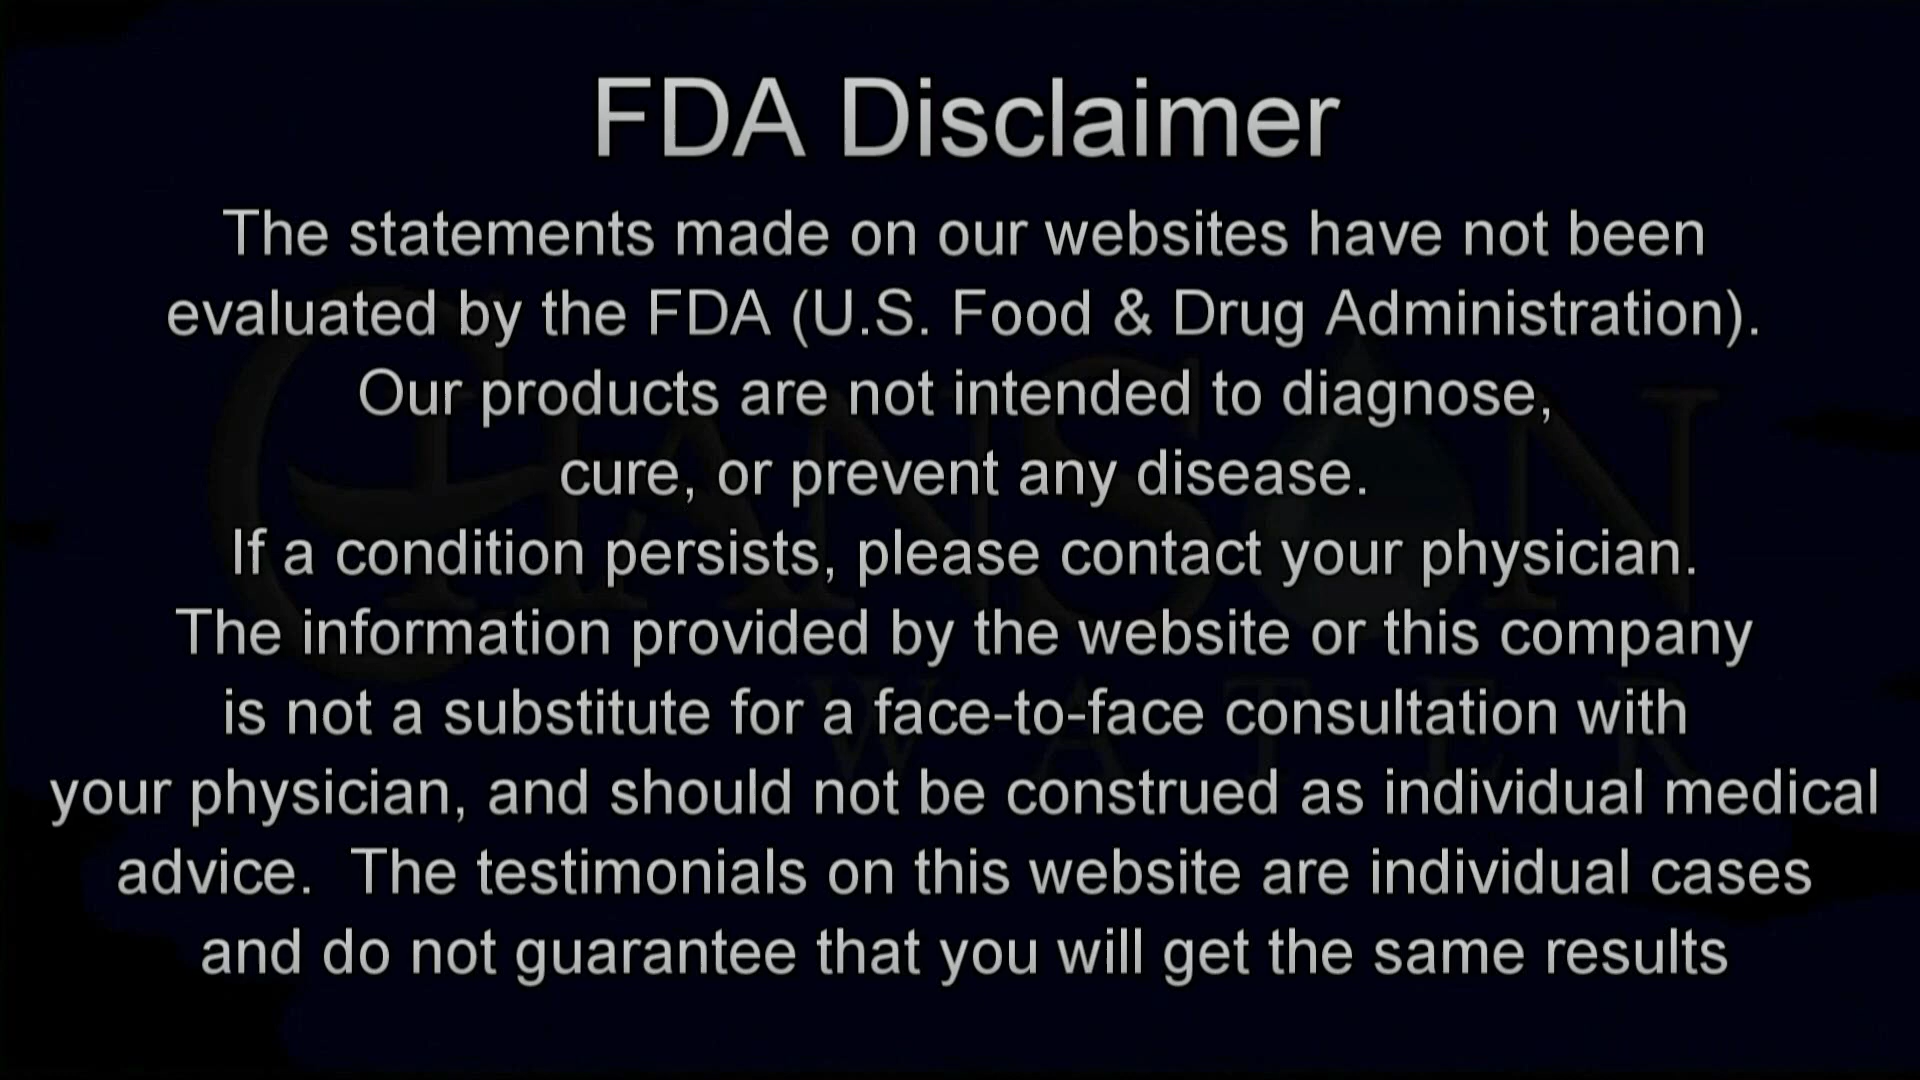 FDA Disclaimer
The statements made on our websites have not been
evaluated by the FDA (U.S. Food & Drug Administration).
Our products are not intended to diagnose,
cure, or prevent any disease.
If a condition persists, please contact your physician.
The information provided by the website or this company
is not a substitute for a face-to-face consultation with
your physician, and should not be construed as individual medical
advice.  The testimonials on this website are individual cases
and do not guarantee that you will get the same results
CHANSON
WATER